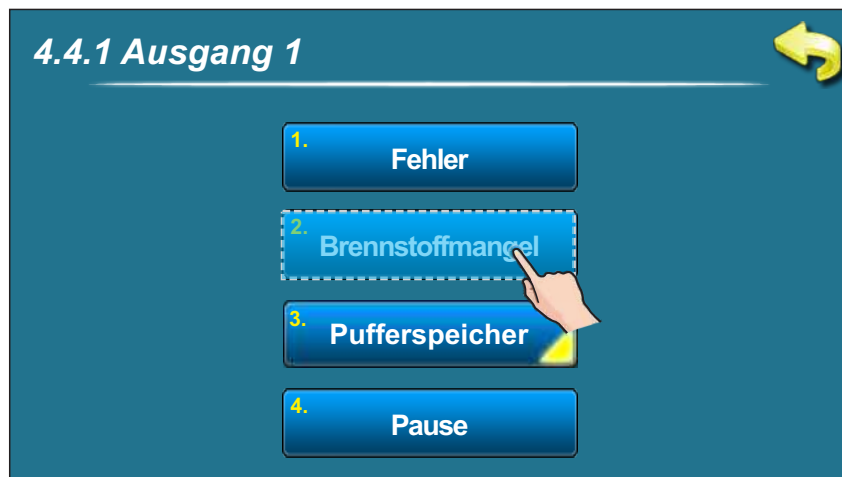 4.4.1 Ausgang 1
1.
Fehler
2.
Brennstoffmangel
3.
Pufferspeicher
4.
Pause